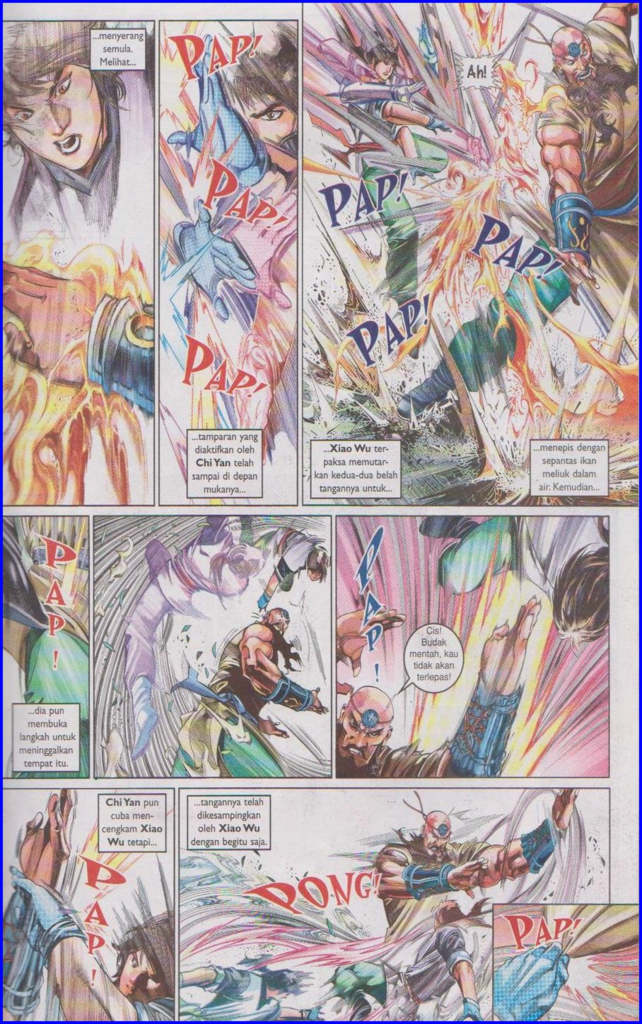 ...menyerang
semula.
Melihat...
PAP!
PAP!
PAP!
...tamparan yang
diaktifkan oleh
Chi Yan telah
sampai di depan
mukanya...
Ah!
PAP!
PAP!
PAP!
...Xiao Wu ter-
paksa memutar-
kan kedua-dua belah
tangannya untuk...
...menepis dengan
sepantas ikan
meliuk dalam
air. Kemudian...
PAP!
...dia pun
membuka
langkah untuk
meninggalkan
tempat itu.
PAP!
Cis!
Budak
mentah, kau
tidak akan
terlepas!
Chi Yan pun
cuba men-
cengkam Xiao
Wu tetapi...
PAP!
...tangannya telah
dikesampingkan
oleh Xiao Wu
dengan begitu saja.
PONG!
PAP!
17